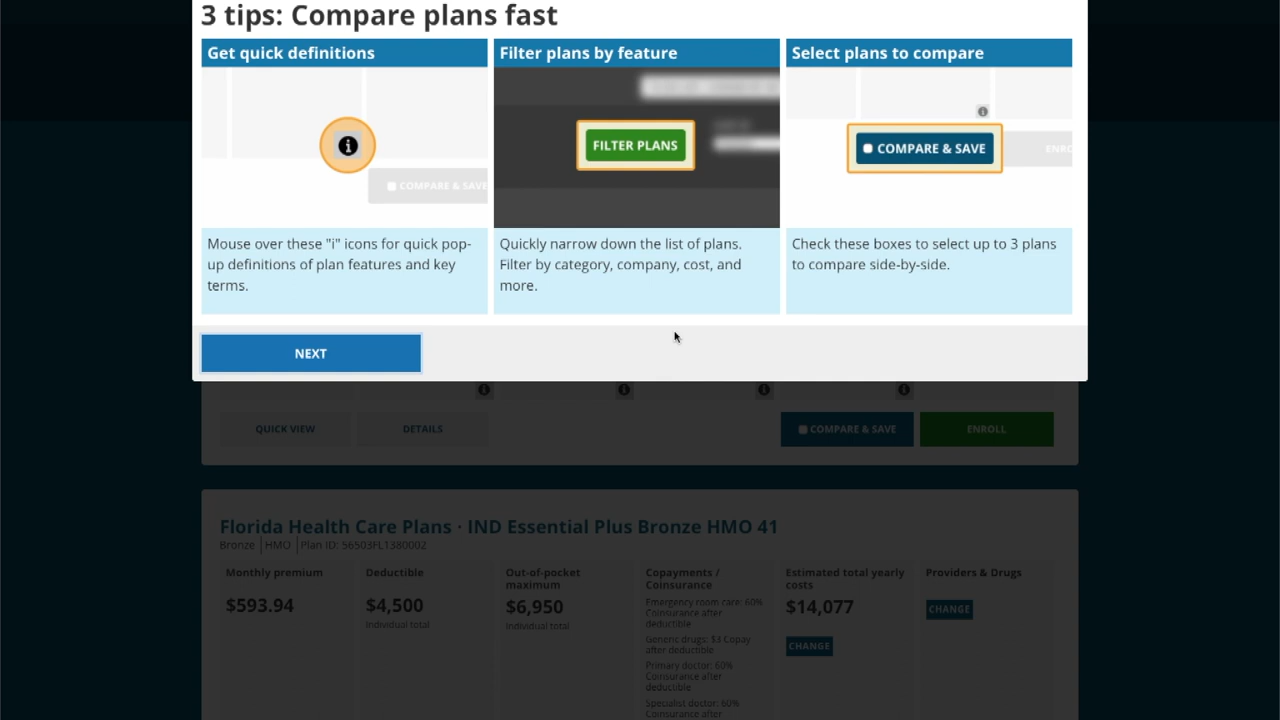 3 tips: Compare plans fast
Get quick definitions
Filter plans by feature
Select plans to compare
i
FILTER PLANS
COMPARE & SAVE
COMPARE & SAVE
Mouse over these "i" icons for quick pop-
up definitions of plan features and key
terms.
Quickly narrow down the list of plans.
Filter by category, company, cost, and
more.
Check these boxes to select up to 3 plans
to compare side-by-side.
NEXT
QUICK VIEW
DETAILS
COMPARE & SAVE
ENROLL
Florida Health Care Plans · IND Essential Plus Bronze HMO 41
Bronze | HMO | Plan ID: 56503FL1380002
Monthly premium
$593.94
Deductible
$4,500
Individual total
Out-of-pocket
maximum
$6,950
Individual total
Copayments /
Coinsurance
Emergency room care: 60%
Coinsurance after
deductible
Generic drugs: $3 Copay
after deductible
Primary doctor: 60%
Coinsurance after
deductible
Specialist doctor: 60%
Coinsurance after
Estimated total yearly
costs
$14,077
CHANGE
Providers & Drugs
CHANGE